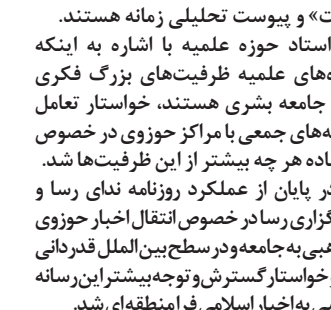 ت» و پیوست تحلیلی زمانه هستند.
استاد حوزه علمیه با اشاره به اینکه
های علمیه ظرفیت‌های بزرگ فکری
جامعه بشری هستند، خواستار تعامل
ه‌های جمعی با مراکز حوزوی در خصوص
اده هر چه بیشتر از این ظرفیت‌ها شد.
در پایان از عملکرد روزنامه ندای رسا و
گزاری رسا در خصوص انتقال اخبار حوزوی
هبی به جامعه و در سطح بین‌الملل قدردانی
وخواستار گسترش و توجه بیشتر این رسانه
به اخبار اسلامی فرامنطقه‌ای شد.